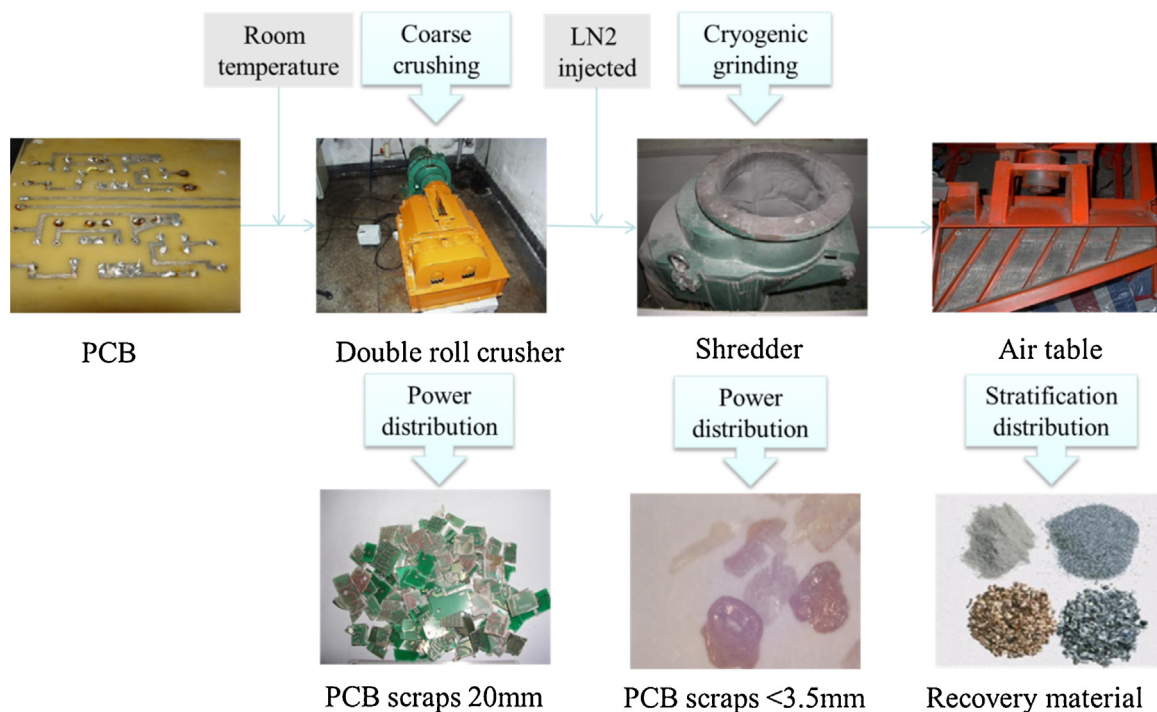 Room
temperature
Coarse
crushing
LN2
injected
Cryogenic
grinding
PCB
Double roll crusher
Shredder
Air table
Power
distribution
Power
distribution
Stratification
distribution
PCB scraps 20mm
PCB scraps <3.5mm
Recovery material